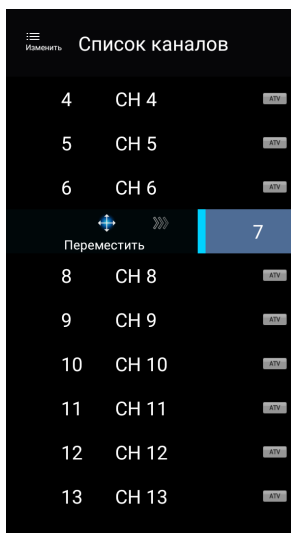 Изменить Список каналов
4 CH 4 ATV
5 CH 5 ATV
6 CH 6 ATV
Переместить 7
8 CH 8 ATV
9 CH 9 ATV
10 CH 10 ATV
11 CH 11 ATV
12 CH 12 ATV
13 CH 13 ATV